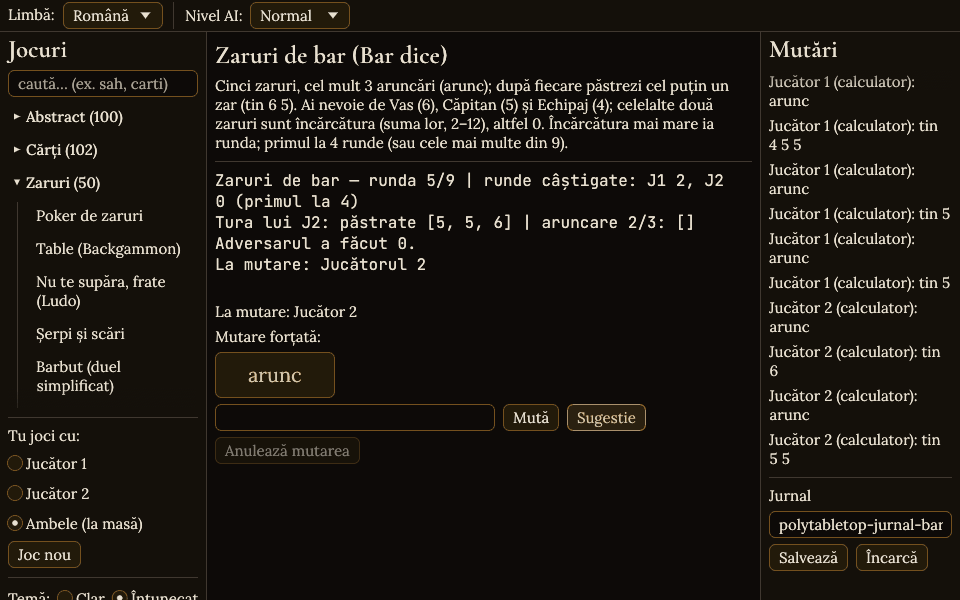 Limbă: Română ▼ Nivel AI: Normal ▼
Jocuri
caută... (ex. sah, carti)
▸ Abstract (100)
▸ Cărți (102)
▾ Zaruri (50)
Poker de zaruri
Table (Backgammon)
Nu te supăra, frate
(Ludo)
Șerpi și scări
Barbut (duel
simplificat)
Tu joci cu:
Jucător 1
Jucător 2
Ambele (la masă)
Joc nou
Temă: Clar Întunecat
Zaruri de bar (Bar dice)
Cinci zaruri, cel mult 3 aruncări (arunc); după fiecare păstrezi cel puțin un
zar (tin 6 5). Ai nevoie de Vas (6), Căpitan (5) și Echipaj (4); celelalte două
zaruri sunt încărcătura (suma lor, 2–12), altfel 0. Încărcătura mai mare ia
runda; primul la 4 runde (sau cele mai multe din 9).
Zaruri de bar — runda 5/9 | runde câștigate: J1 2, J2
0 (primul la 4)
Tura lui J2: păstrate [5, 5, 6] | aruncare 2/3: []
Adversarul a făcut 0.
La mutare: Jucătorul 2
La mutare: Jucător 2
Mutare forțată:
arunc
Mută Sugestie
Anulează mutarea
Mutări
Jucător 1 (calculator):
arunc
Jucător 1 (calculator): tin
4 5 5
Jucător 1 (calculator):
arunc
Jucător 1 (calculator): tin 5
Jucător 1 (calculator):
arunc
Jucător 1 (calculator): tin 5
Jucător 2 (calculator):
arunc
Jucător 2 (calculator): tin
6
Jucător 2 (calculator):
arunc
Jucător 2 (calculator): tin
5 5
Jurnal
polytabletop-jurnal-bar
Salvează Încarcă